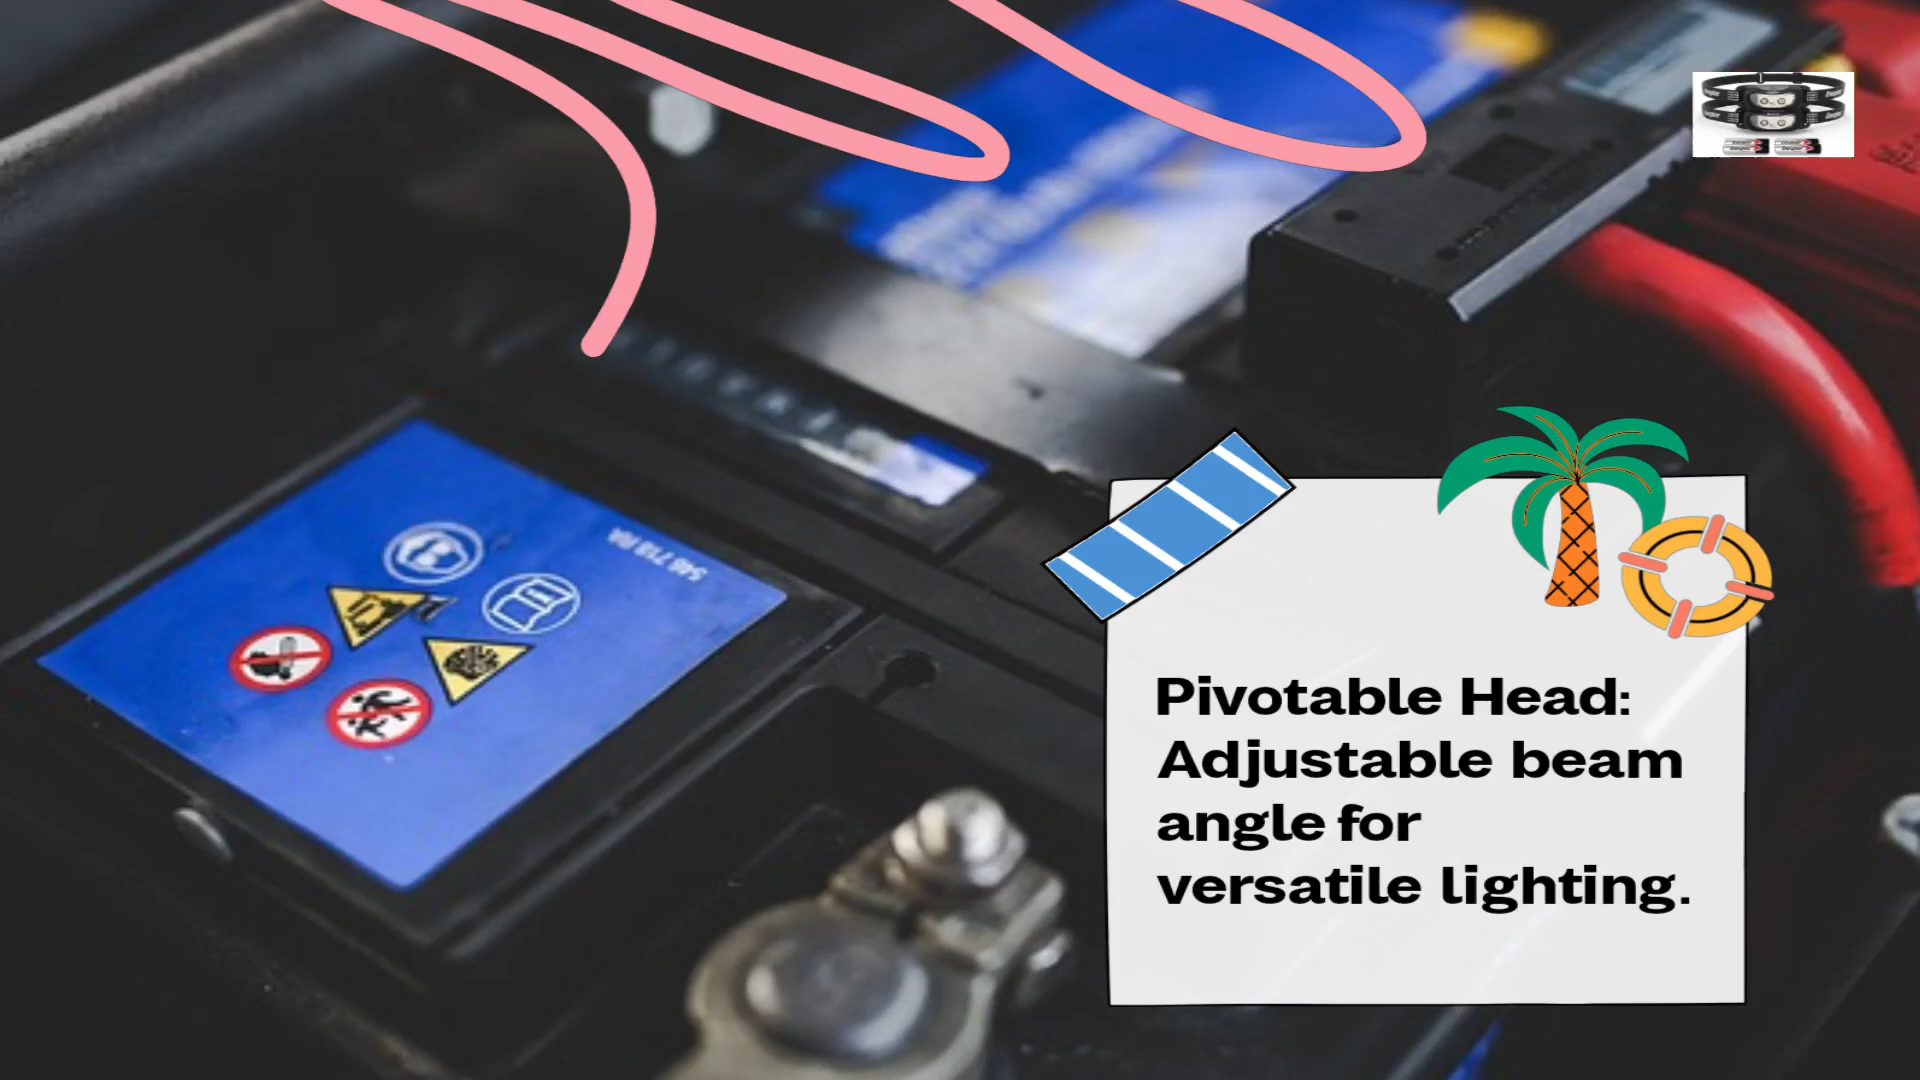 Pivotable Head:
Adjustable beam
angle for
versatile lighting.